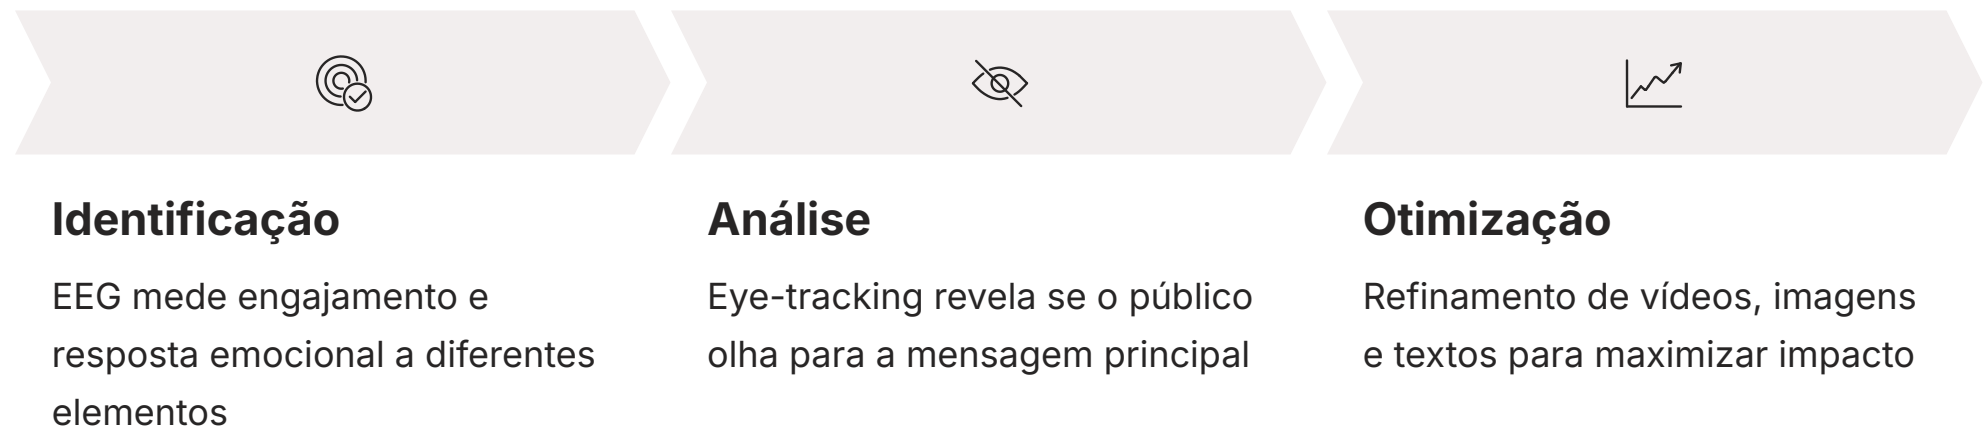 Identificação
EEG mede engajamento e
resposta emocional a diferentes
elementos
Análise
Eye-tracking revela se o público
olha para a mensagem principal
Otimização
Refinamento de vídeos, imagens
e textos para maximizar impacto